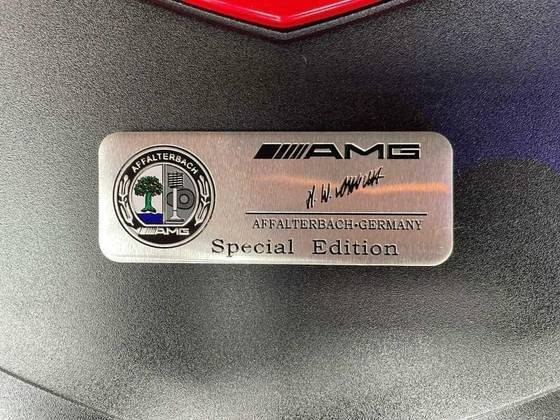 AFFALTERBACH
AMG
AMG
AFFALTERBACH·GERMANY
Special Edition